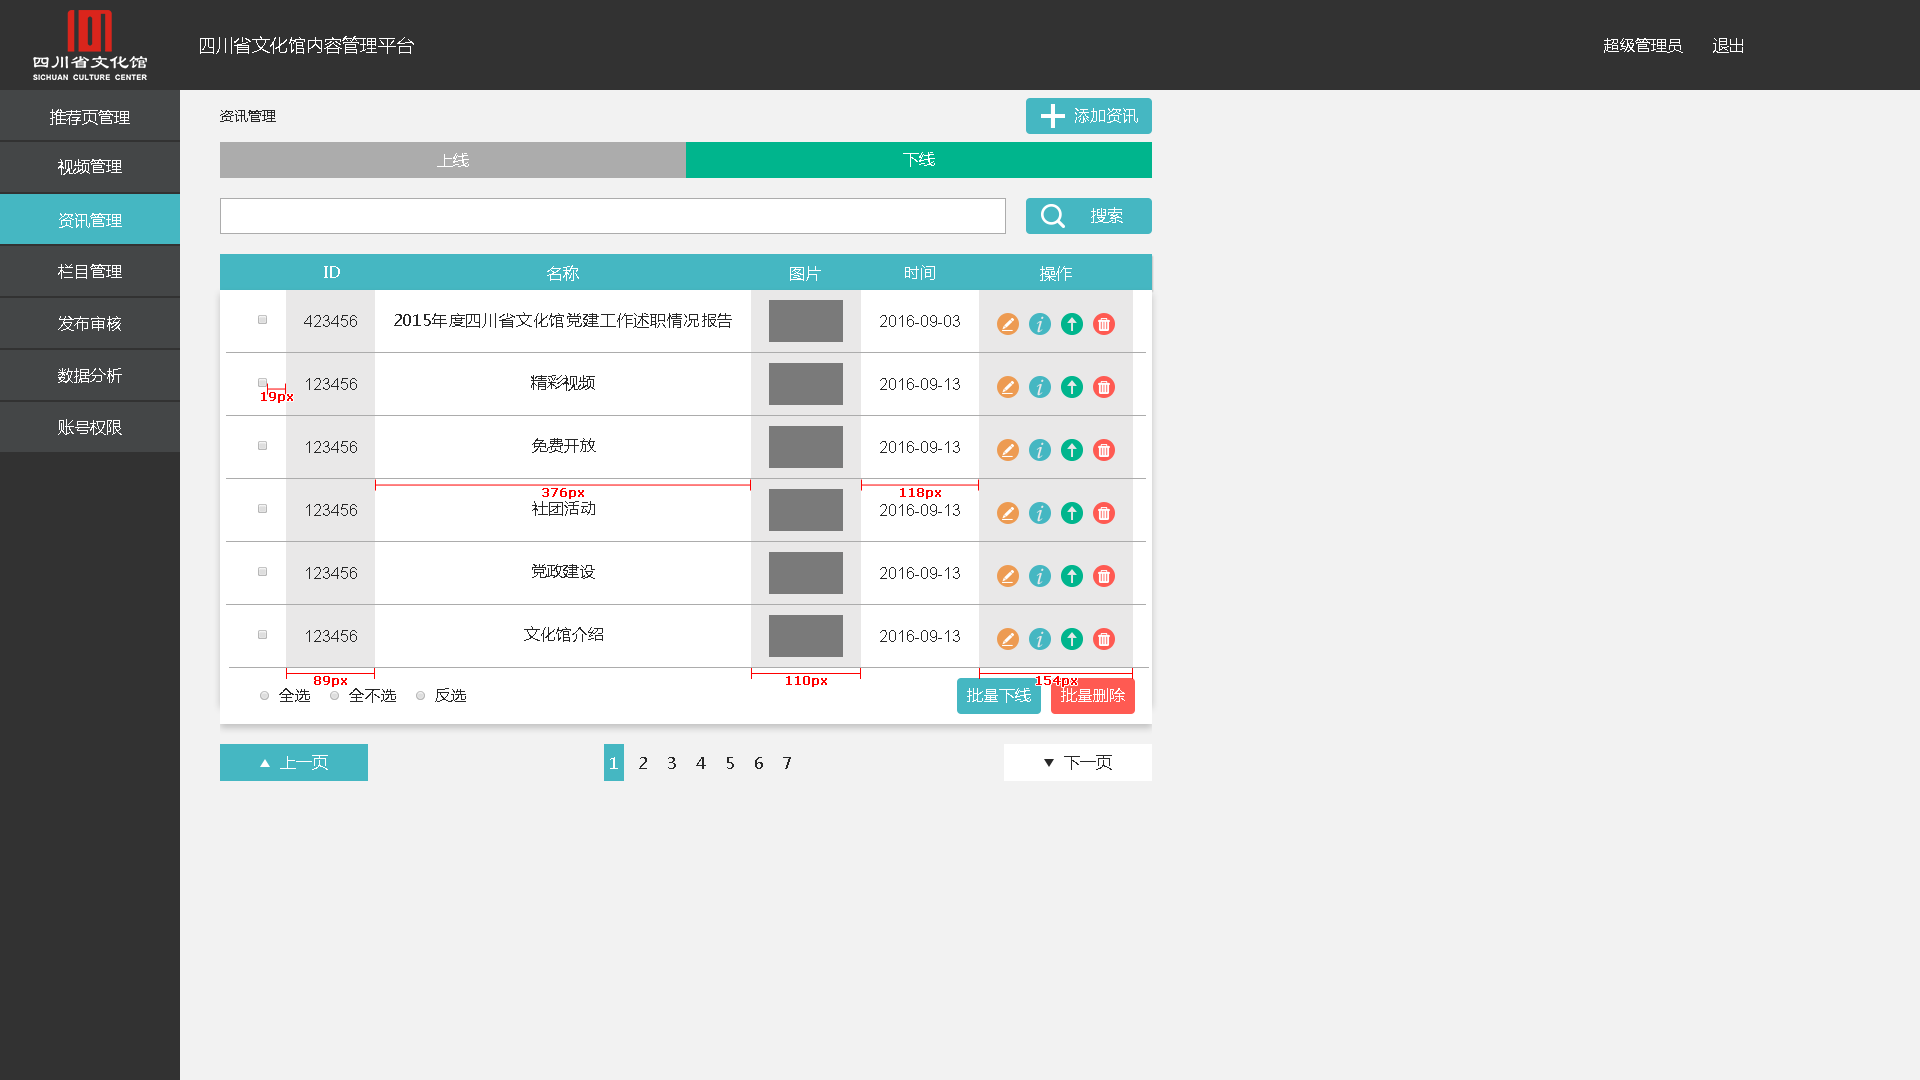 四川省文化馆
SICHUAN CULTURE CENTER
四川省文化馆内容管理平台
超级管理员 退出
推荐页管理
视频管理
资讯管理
栏目管理
发布审核
数据分析
账号权限
资讯管理
添加资讯
上线 下线
搜索
ID 名称 图片 时间 操作
423456 2015年度四川省文化馆党建工作述职情况报告 2016-09-03
123456 精彩视频 2016-09-13
19px
123456 免费开放 2016-09-13
376px 118px
123456 社团活动 2016-09-13
123456 党政建设 2016-09-13
123456 文化馆介绍 2016-09-13
89px 110px 154px
全选 全不选 反选 批量下线 批量删除
上一页 1 2 3 4 5 6 7 下一页